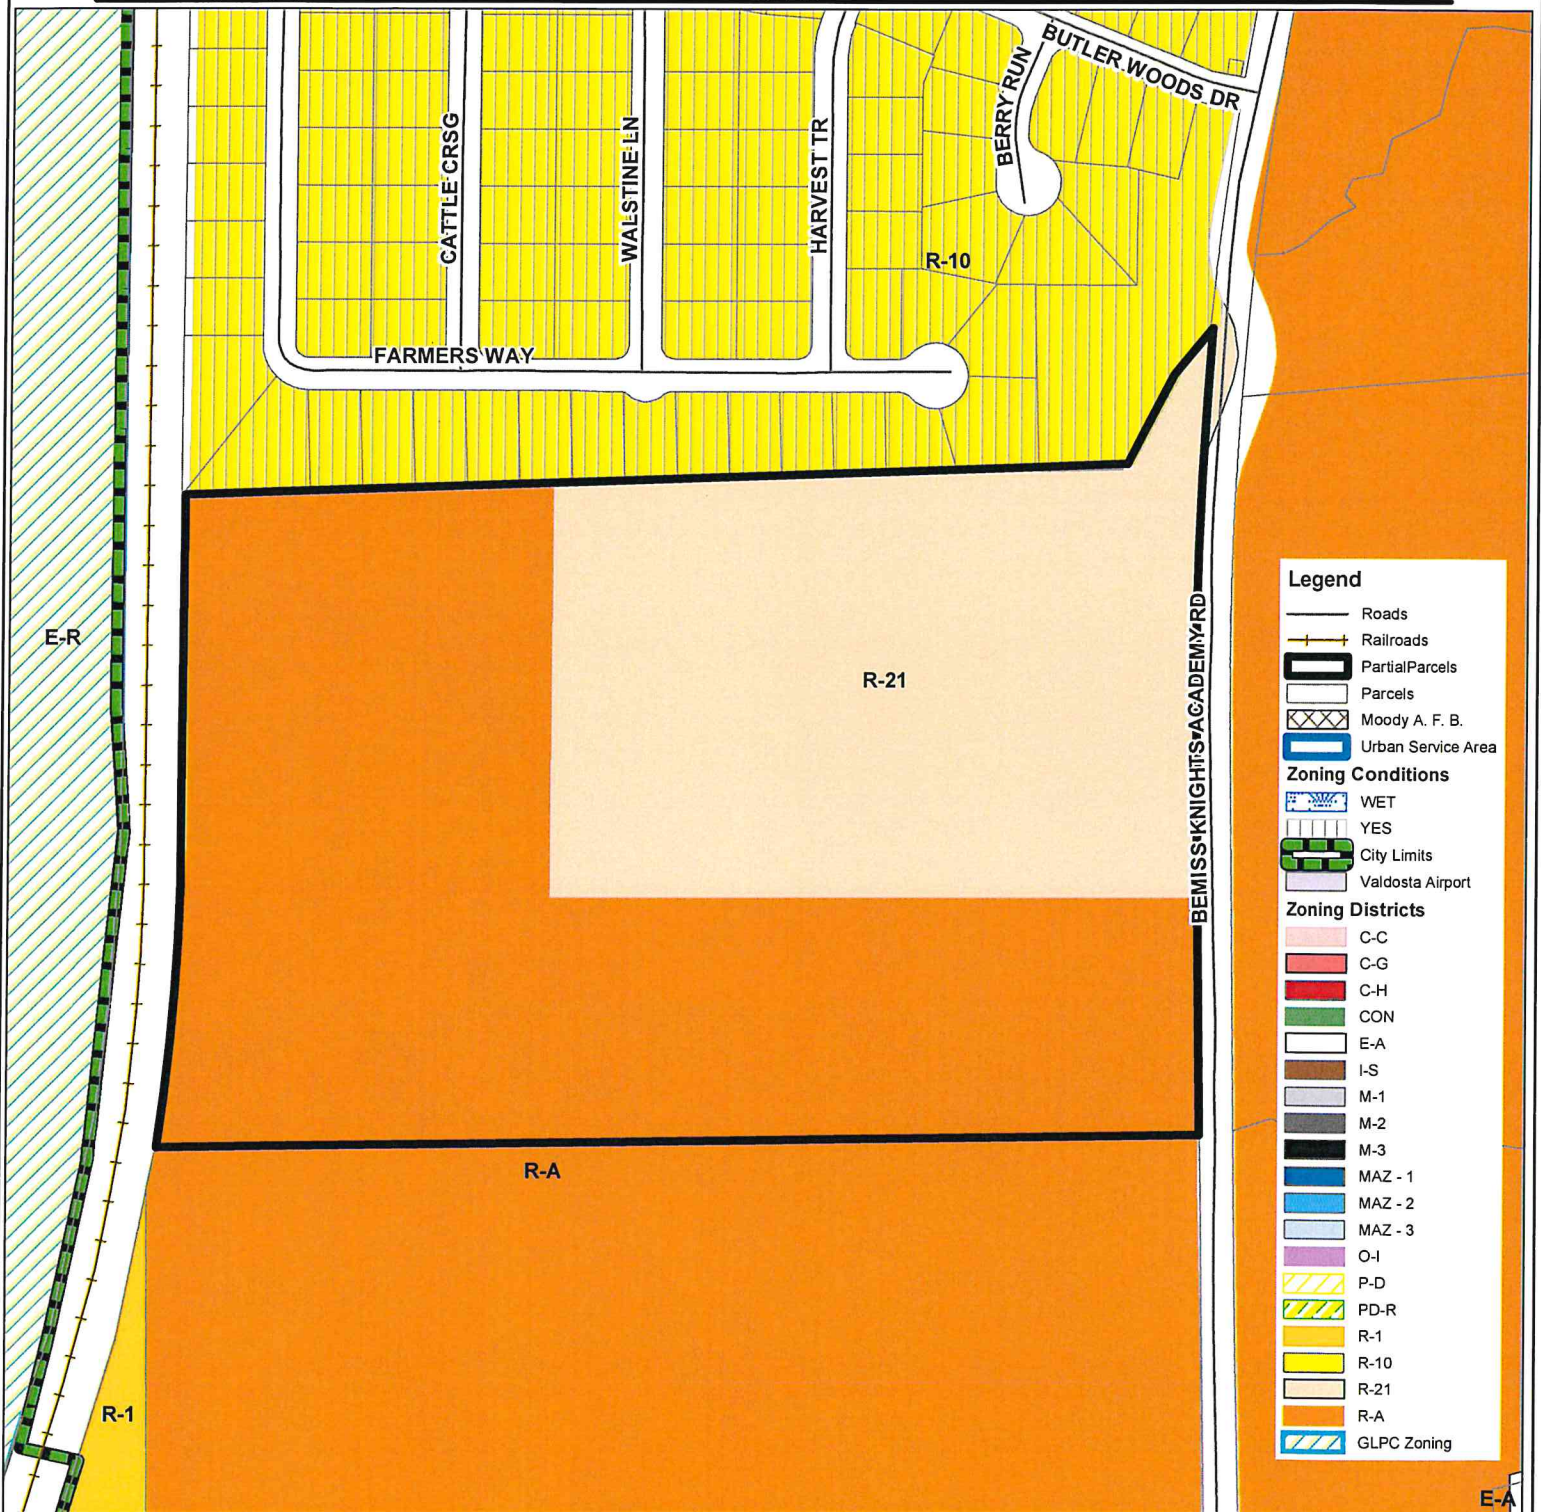 BUTLER WOODS DR
BERRY RUN
CATTLE CRSG
WALSTINE LN
HARVEST TR
R-10
FARMERS WAY
E-R
R-21
BEMISS KNIGHTS ACADEMY RD
R-A
R-1
E-A
Legend
Roads
Railroads
PartialParcels
Parcels
Moody A. F. B.
Urban Service Area
Zoning Conditions
WET
YES
City Limits
Valdosta Airport
Zoning Districts
C-C
C-G
C-H
CON
E-A
I-S
M-1
M-2
M-3
MAZ - 1
MAZ - 2
MAZ - 3
O-I
P-D
PD-R
R-1
R-10
R-21
R-A
GLPC Zoning